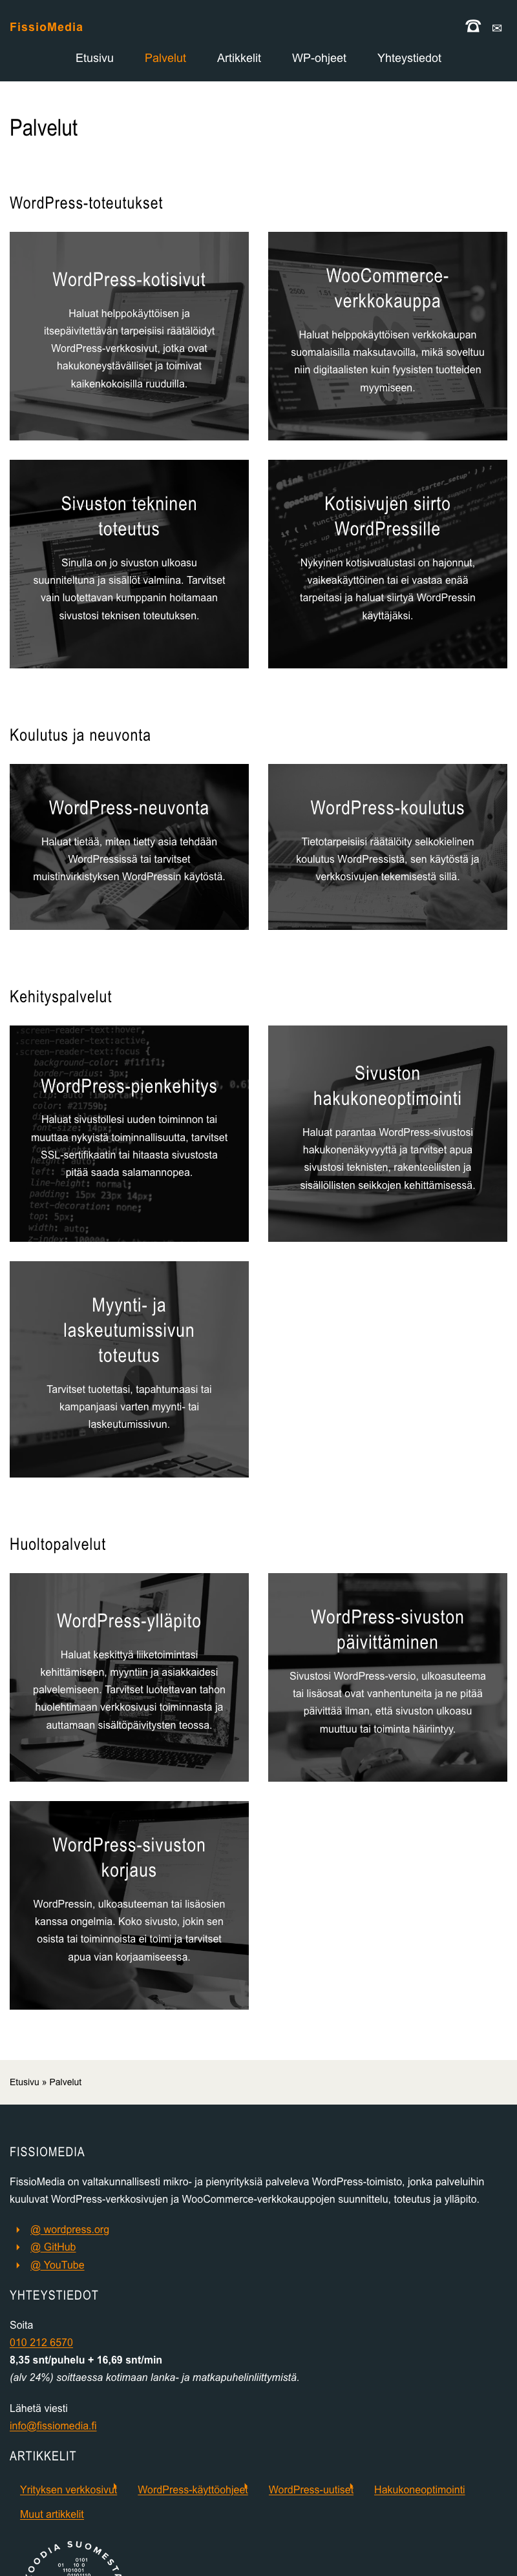 FissioMedia
Etusivu Palvelut Artikkelit WP-ohjeet Yhteystiedot
Palvelut
WordPress-toteutukset
WordPress-kotisivut
Haluat helppokäyttöisen ja
itsepäivitettävän tarpeisiisi räätälöidyt
WordPress-verkkosivut, jotka ovat
hakukoneystävälliset ja toimivat
kaikenkokoisilla ruuduilla.
WooCommerce-
verkkokauppa
Haluat helppokäyttöisen verkkokaupan
suomalaisilla maksutavoilla, mikä soveltuu
niin digitaalisten kuin fyysisten tuotteiden
myymiseen.
Sivuston tekninen
toteutus
Sinulla on jo sivuston ulkoasu
suunniteltuna ja sisällöt valmiina. Tarvitset
vain luotettavan kumppanin hoitamaan
sivustosi teknisen toteutuksen.
Kotisivujen siirto
WordPressille
Nykyinen kotisivualustasi on hajonnut,
vaikeakäyttöinen tai ei vastaa enää
tarpeitasi ja haluat siirtyä WordPressin
käyttäjäksi.
Koulutus ja neuvonta
WordPress-neuvonta
Haluat tietää, miten tietty asia tehdään
WordPressissä tai tarvitset
muistinvirkistyksen WordPressin käytöstä.
WordPress-koulutus
Tietotarpeisiisi räätälöity selkokielinen
koulutus WordPressistä, sen käytöstä ja
verkkosivujen tekemisestä sillä.
Kehityspalvelut
WordPress-pienkehitys
Haluat sivustollesi uuden toiminnon tai
muuttaa nykyistä toiminnallisuutta, tarvitset
SSL-sertifikaatin tai hitaasta sivustosta
pitää saada salamannopea.
Sivuston
hakukoneoptimointi
Haluat parantaa WordPress-sivustosi
hakukonenäkyvyyttä ja tarvitset apua
sivustosi teknisten, rakenteellisten ja
sisällöllisten seikkojen kehittämisessä.
Myynti- ja
laskeutumissivun
toteutus
Tarvitset tuotettasi, tapahtumaasi tai
kampanjaasi varten myynti- tai
laskeutumissivun.
Huoltopalvelut
WordPress-ylläpito
Haluat keskittyä liiketoimintasi
kehittämiseen, myyntiin ja asiakkaidesi
palvelemiseen. Tarvitset luotettavan tahon
huolehtimaan verkkosivusi toiminnasta ja
auttamaan sisältöpäivitysten teossa.
WordPress-sivuston
päivittäminen
Sivustosi WordPress-versio, ulkoasuteema
tai lisäosat ovat vanhentuneita ja ne pitää
päivittää ilman, että sivuston ulkoasu
muuttuu tai toiminta häiriintyy.
WordPress-sivuston
korjaus
WordPressin, ulkoasuteeman tai lisäosien
kanssa ongelmia. Koko sivusto, jokin sen
osista tai toiminnoista ei toimi ja tarvitset
apua vian korjaamiseessa.
Etusivu » Palvelut
FISSIOMEDIA
FissioMedia on valtakunnallisesti mikro- ja pienyrityksiä palveleva WordPress-toimisto, jonka palveluihin
kuuluvat WordPress-verkkosivujen ja WooCommerce-verkkokauppojen suunnittelu, toteutus ja ylläpito.
@ wordpress.org
@ GitHub
@ YouTube
YHTEYSTIEDOT
Soita
010 212 6570
8,35 snt/puhelu + 16,69 snt/min
(alv 24%) soittaessa kotimaan lanka- ja matkapuhelinliittymistä.
Lähetä viesti
info@fissiomedia.fi
ARTIKKELIT
Yrityksen verkkosivut WordPress-käyttöohjeet WordPress-uutiset Hakukoneoptimointi
Muut artikkelit
KOODIA SUOMESTA